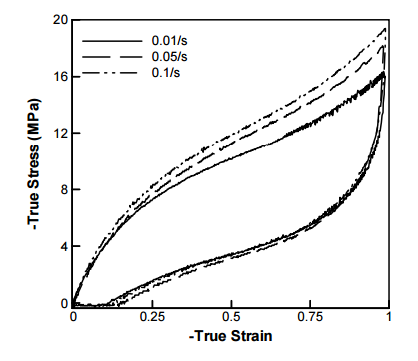 20
0.01/s
0.05/s
0.1/s
16
12
8
4
0
0 0.25 0.5 0.75 1
-True Stress (MPa)
-True Strain